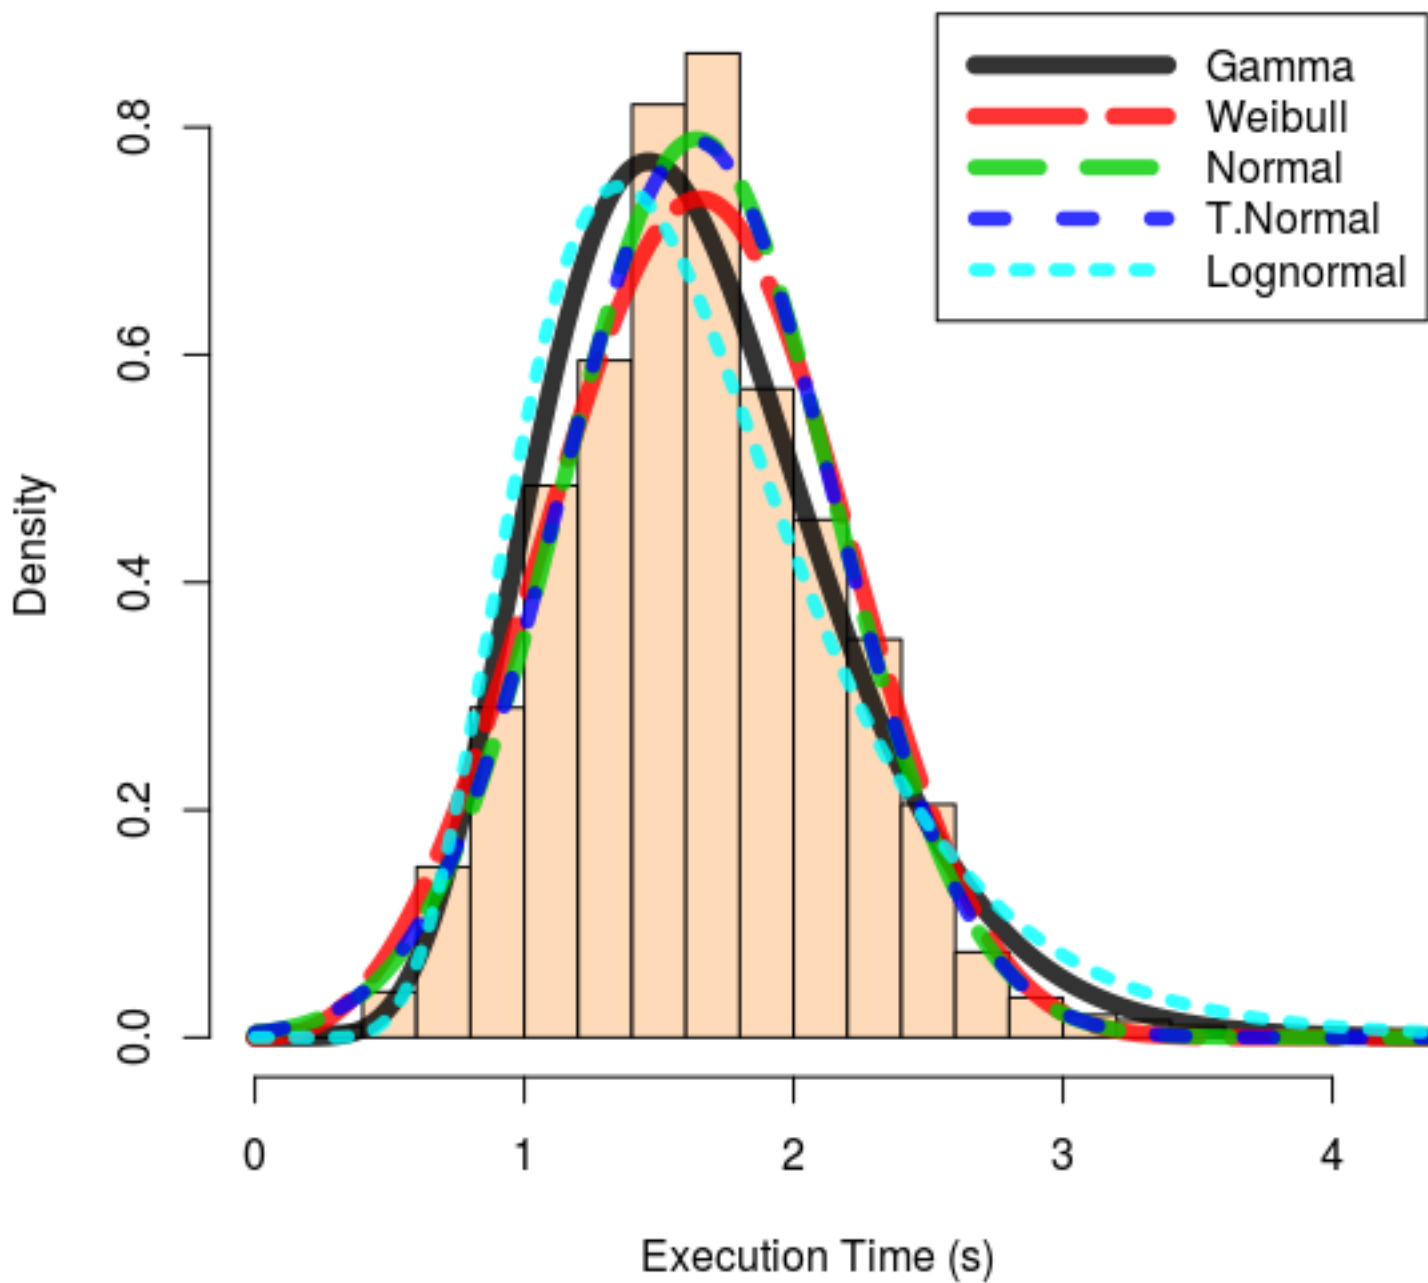 Gamma
Weibull
Normal
T.Normal
Lognormal
Density
0.8
0.6
0.4
0.2
0.0
0 1 2 3 4
Execution Time (s)